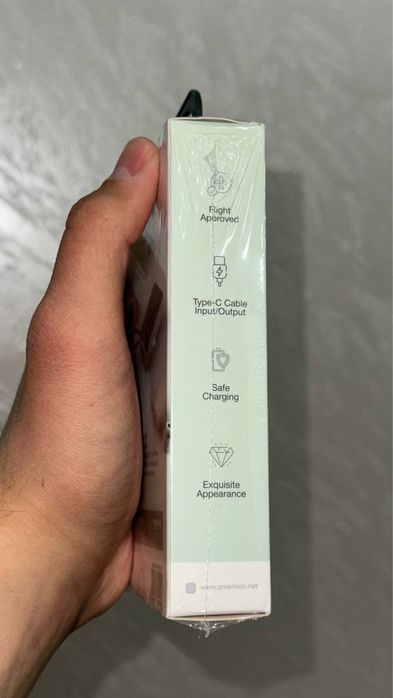 Flight
Approved
Type-C Cable
Input/Output
Safe
Charging
Exquisite
Appearance
www.greenlion.net